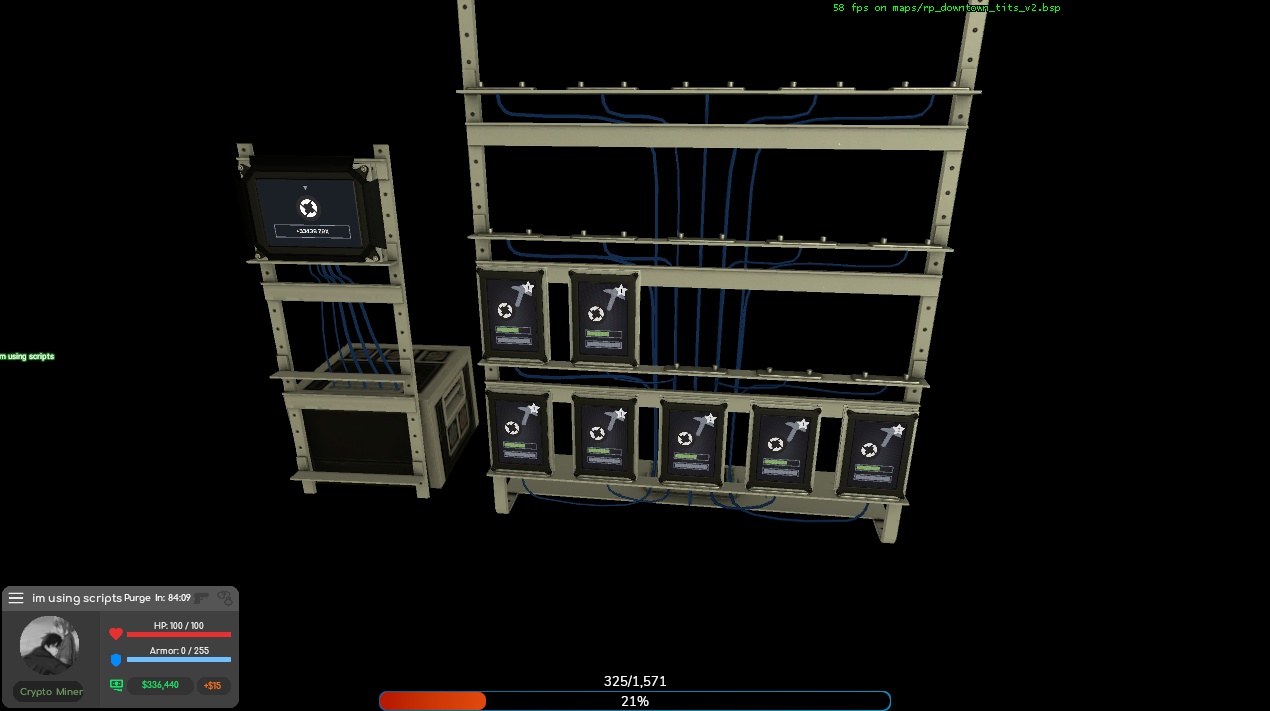 58 fps on maps/rp_downtown_tits_v2.bsp
m using scripts
im using scripts Purge In: 84:09
HP: 100 / 100
Armor: 0 / 255
$336,440 +$15
Crypto Miner
325/1,571
21%